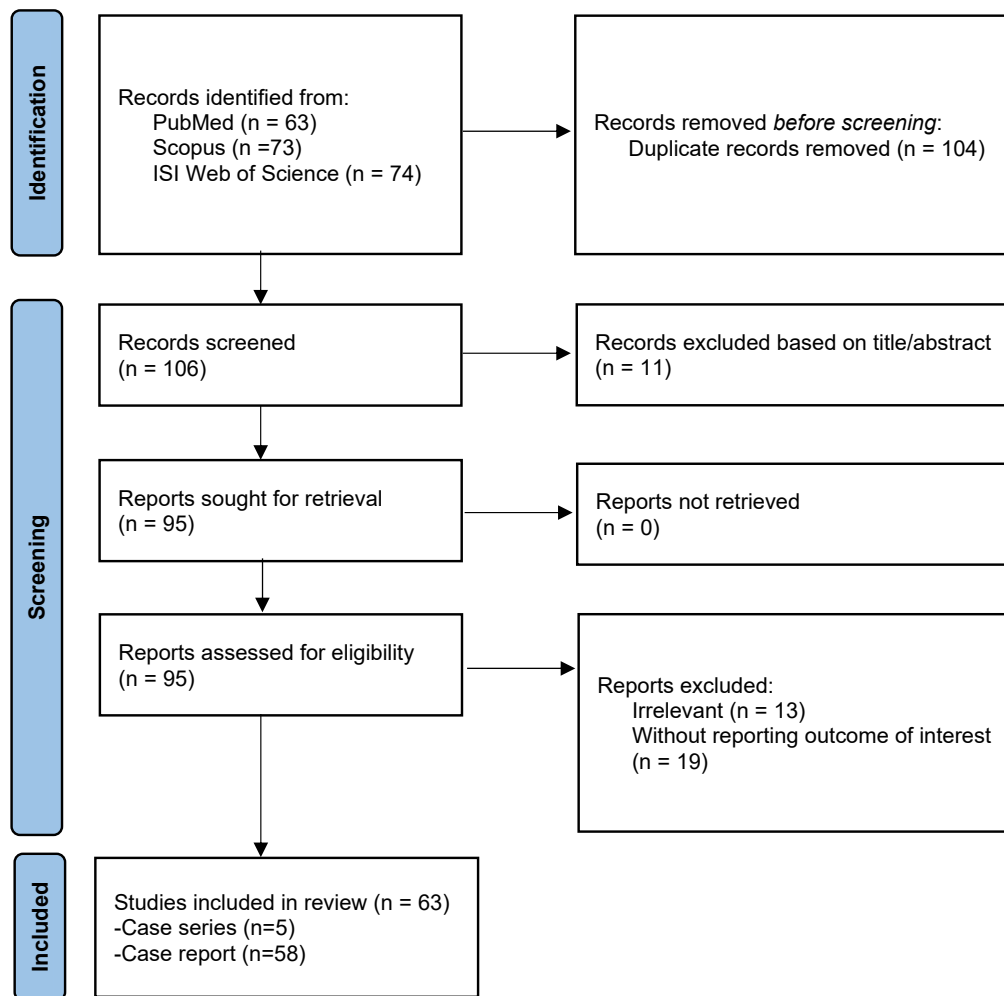 Identification
Records identified from:
PubMed (n = 63)
Scopus (n =73)
ISI Web of Science (n = 74)
Records removed before screening:
Duplicate records removed (n = 104)
Screening
Records screened
(n = 106)
Records excluded based on title/abstract
(n = 11)
Reports sought for retrieval
(n = 95)
Reports not retrieved
(n = 0)
Reports assessed for eligibility
(n = 95)
Reports excluded:
Irrelevant (n = 13)
Without reporting outcome of interest
(n = 19)
Included
Studies included in review (n = 63)
-Case series (n=5)
-Case report (n=58)